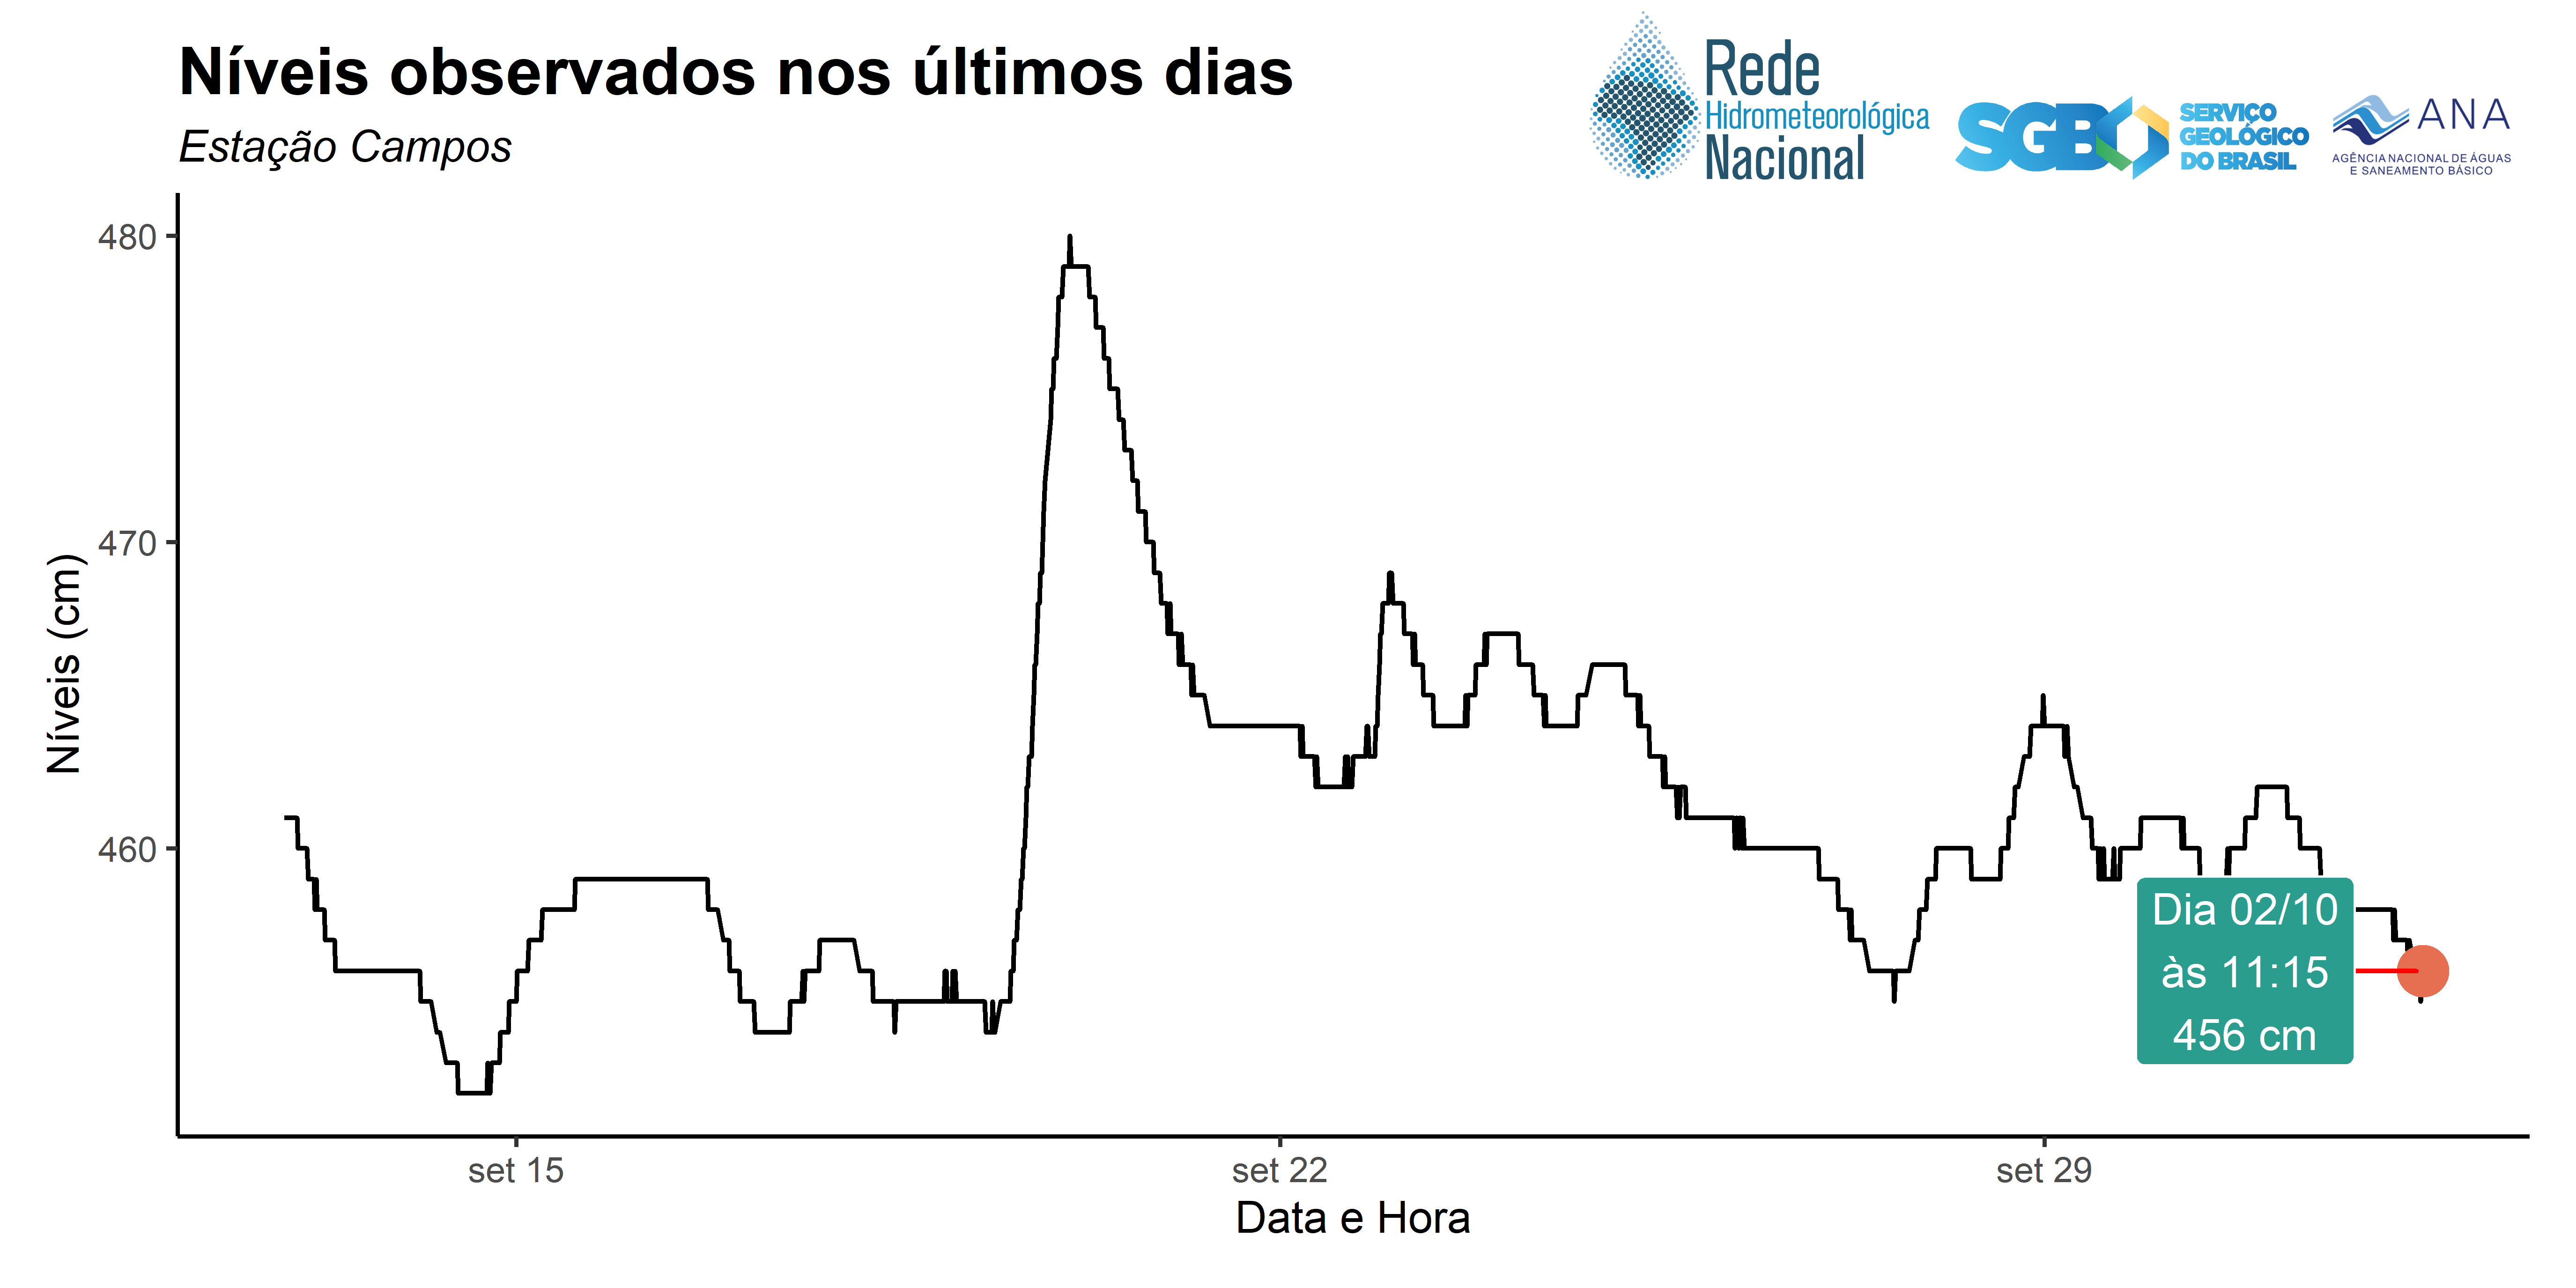 Níveis observados nos últimos dias
Estação Campos
Rede
Hidrometeorológica
Nacional
SGB
SERVIÇO
GEOLÓGICO
DO BRASIL
ANA
AGÊNCIA NACIONAL DE ÁGUAS
E SANEAMENTO BÁSICO
480
470
460
Níveis (cm)
Dia 02/10
às 11:15
456 cm
set 15
set 22
set 29
Data e Hora